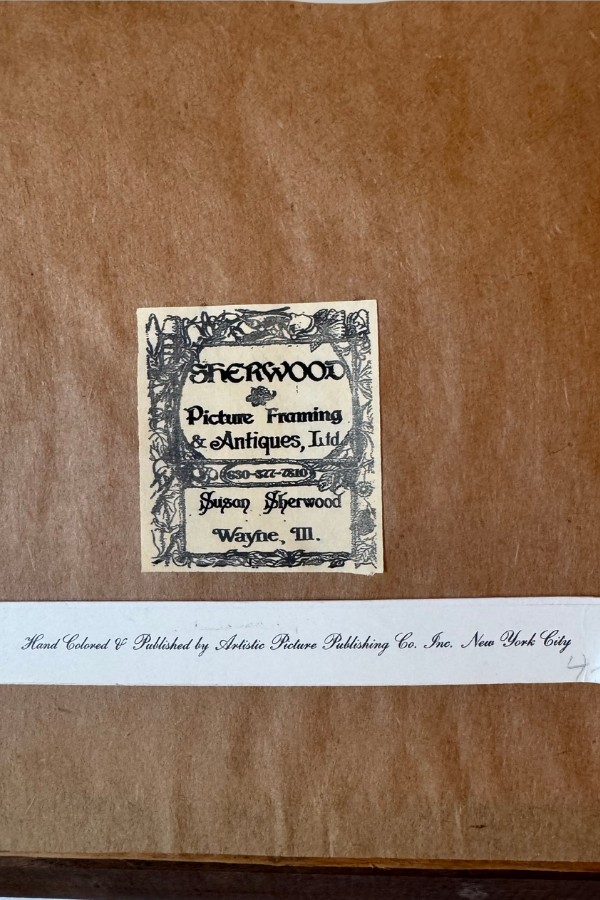 SHERWOOD
Picture Framing
& Antiques, Ltd.
630-377-7810
Susan Sherwood
Wayne, Ill.
Hand Colored & Published by Artistic Picture Publishing Co. Inc. New York City